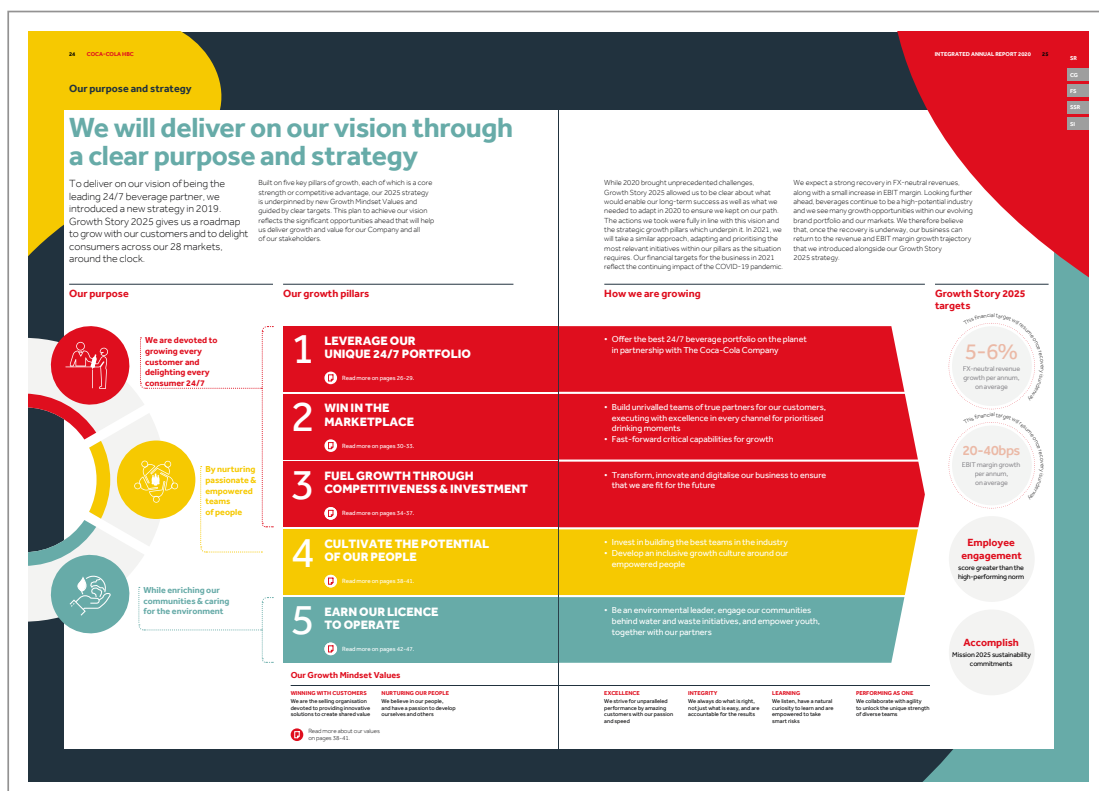 24 COCA-COLA HBC
INTEGRATED ANNUAL REPORT 2020 25
SR
CG
FS
SSR
SI
Our purpose and strategy
We will deliver on our vision through
a clear purpose and strategy
To deliver on our vision of being the
leading 24/7 beverage partner, we
introduced a new strategy in 2019.
Growth Story 2025 gives us a roadmap
to grow with our customers and to delight
consumers across our 28 markets,
around the clock.
Built on five key pillars of growth, each of which is a core
strength or competitive advantage, our 2025 strategy
is underpinned by new Growth Mindset Values and
guided by clear targets. This plan to achieve our vision
reflects the significant opportunities ahead that will help
us deliver growth and value for our Company and all
of our stakeholders.
While 2020 brought unprecedented challenges,
Growth Story 2025 allowed us to be clear about what
would enable our long-term success as well as what we
needed to adapt in 2020 to ensure we kept on our path.
The actions we took were fully in line with this vision and
the strategic growth pillars which underpin it. In 2021, we
will take a similar approach, adapting and prioritising the
most relevant initiatives within our pillars as the situation
requires. Our financial targets for the business in 2021
reflect the continuing impact of the COVID-19 pandemic.
We expect a strong recovery in FX-neutral revenues,
along with a small increase in EBIT margin. Looking further
ahead, beverages continue to be a high-potential industry
and we see many growth opportunities within our evolving
brand portfolio and our markets. We therefore believe
that, once the recovery is underway, our business can
return to the revenue and EBIT margin growth trajectory
that we introduced alongside our Growth Story
2025 strategy.
Our purpose
We are devoted to
growing every
customer and
delighting every
consumer 24/7
By nurturing
passionate &
empowered
teams
of people
While enriching our
communities & caring
for the environment
Our growth pillars
How we are growing
1 LEVERAGE OUR
UNIQUE 24/7 PORTFOLIO
Read more on pages 26-29.
• Offer the best 24/7 beverage portfolio on the planet
in partnership with The Coca-Cola Company
2 WIN IN THE
MARKETPLACE
Read more on pages 30-33.
• Build unrivalled teams of true partners for our customers,
executing with excellence in every channel for prioritised
drinking moments
• Fast-forward critical capabilities for growth
3 FUEL GROWTH THROUGH
COMPETITIVENESS & INVESTMENT
Read more on pages 34-37.
• Transform, innovate and digitalise our business to ensure
that we are fit for the future
4 CULTIVATE THE POTENTIAL
OF OUR PEOPLE
Read more on pages 38-41.
• Invest in building the best teams in the industry
• Develop an inclusive growth culture around our
empowered people
5 EARN OUR LICENCE
TO OPERATE
Read more on pages 42-47.
• Be an environmental leader, engage our communities
behind water and waste initiatives, and empower youth,
together with our partners
Growth Story 2025
targets
This financial target will resume once recovery is underway
5-6%
FX-neutral revenue
growth per annum,
on average
This financial target will resume once recovery is underway
20-40bps
EBIT margin growth
per annum,
on average
Employee
engagement
score greater than the
high-performing norm
Accomplish
Mission 2025 sustainability
commitments
Our Growth Mindset Values
WINNING WITH CUSTOMERS
We are the selling organisation
devoted to providing innovative
solutions to create shared value
NURTURING OUR PEOPLE
We believe in our people,
and have a passion to develop
ourselves and others
EXCELLENCE
We strive for unparalleled
performance by amazing
customers with our passion
and speed
INTEGRITY
We always do what is right,
not just what is easy, and are
accountable for the results
LEARNING
We listen, have a natural
curiosity to learn and are
empowered to take
smart risks
PERFORMING AS ONE
We collaborate with agility
to unlock the unique strength
of diverse teams
Read more about our values
on pages 38-41.